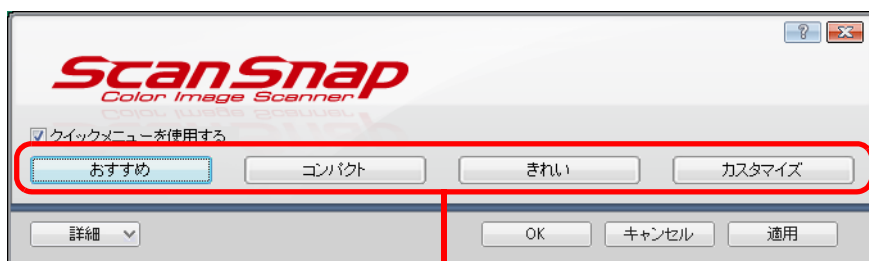 ScanSnap
Color Image Scanner
クイックメニューを使用する
おすすめ コンパクト きれい カスタマイズ
詳細 OK キャンセル 適用